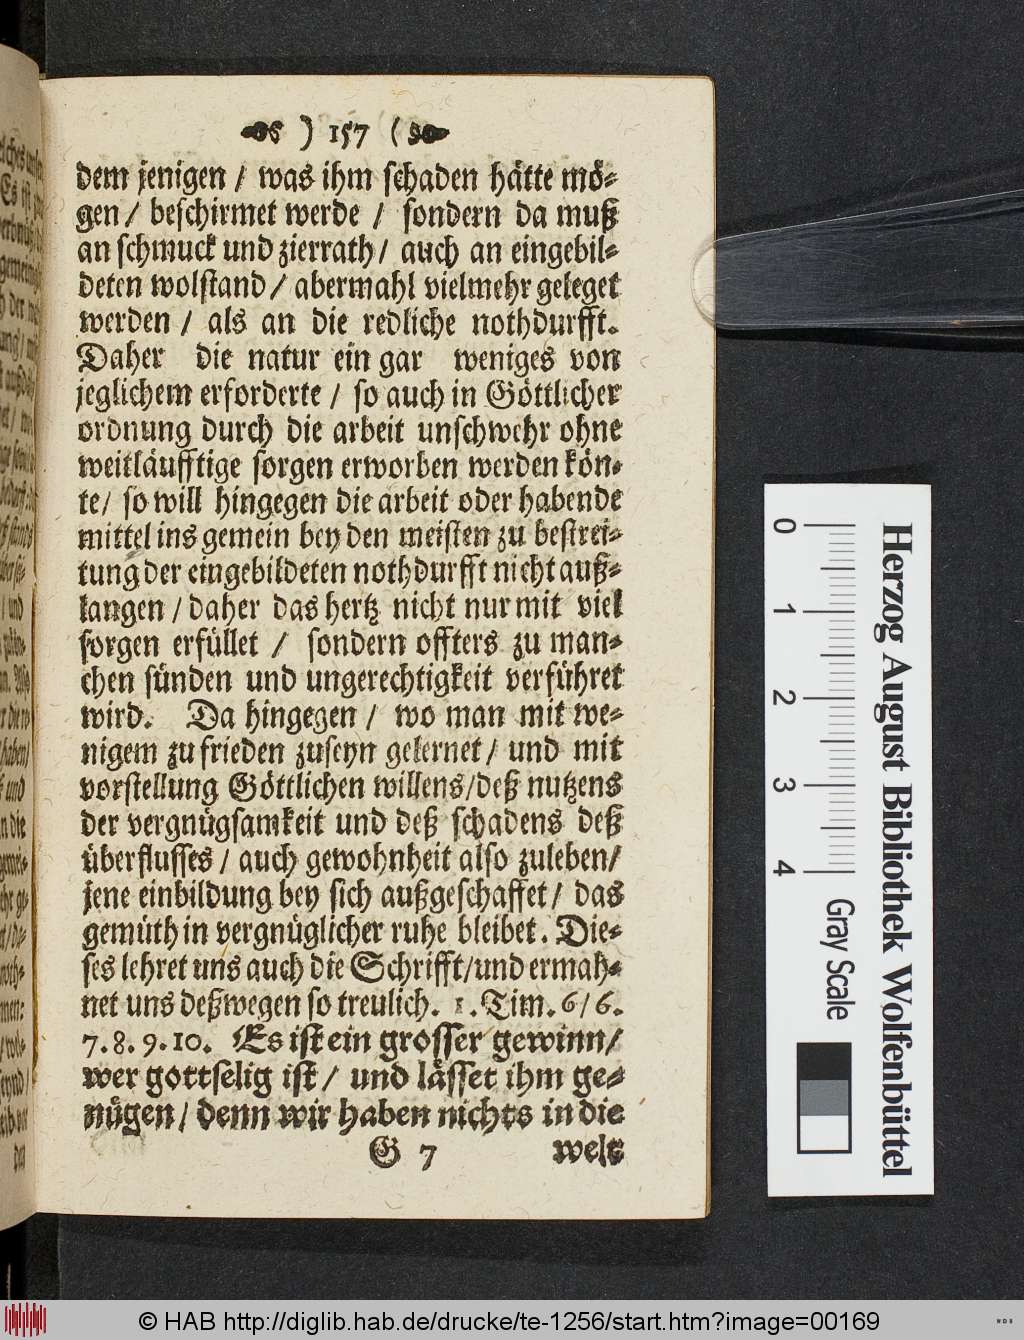 ) 157 (
dem jenigen / was ihm schaden hätte mö-
gen / beschirmet werde / sondern da muß
an schmuck und zierrath / auch an eingebil-
deten wolstand / abermahl vielmehr geleget
werden / als an die redliche nothdurfft.
Daher die natur ein gar weniges von
jeglichem erforderte / so auch in Göttlicher
ordnung durch die arbeit unschwehr ohne
weitläufftige sorgen erworben werden kön-
te / so will hingegen die arbeit oder habende
mittel ins gemein bey den meisten zu bestrei-
tung der eingebildeten nothdurfft nicht auß-
langen / daher das hertz nicht nur mit viel
sorgen erfüllet / sondern offters zu man-
chen sünden und ungerechtigkeit verführet
wird. Da hingegen / wo man mit we-
nigem zu frieden zuseyn gelernet / und mit
vorstellung Göttlichen willens / deß nutzens
der vergnügsamkeit und deß schadens deß
überflusses / auch gewohnheit also zuleben /
jene einbildung bey sich außgeschaffet / das
gemüth in vergnüglicher ruhe bleibet. Die-
ses lehret uns auch die Schrifft / und ermah-
net uns deßwegen so treulich. 1. Tim. 6 / 6.
7. 8. 9. 10. Es ist ein grosser gewinn /
wer gottselig ist / und lässet ihm ge-
nügen / denn wir haben nichts in die
G 7 welt
0 1 2 3 4
Gray Scale
Herzog August Bibliothek Wolfenbüttel
© HAB http://diglib.hab.de/drucke/te-1256/start.htm?image=00169